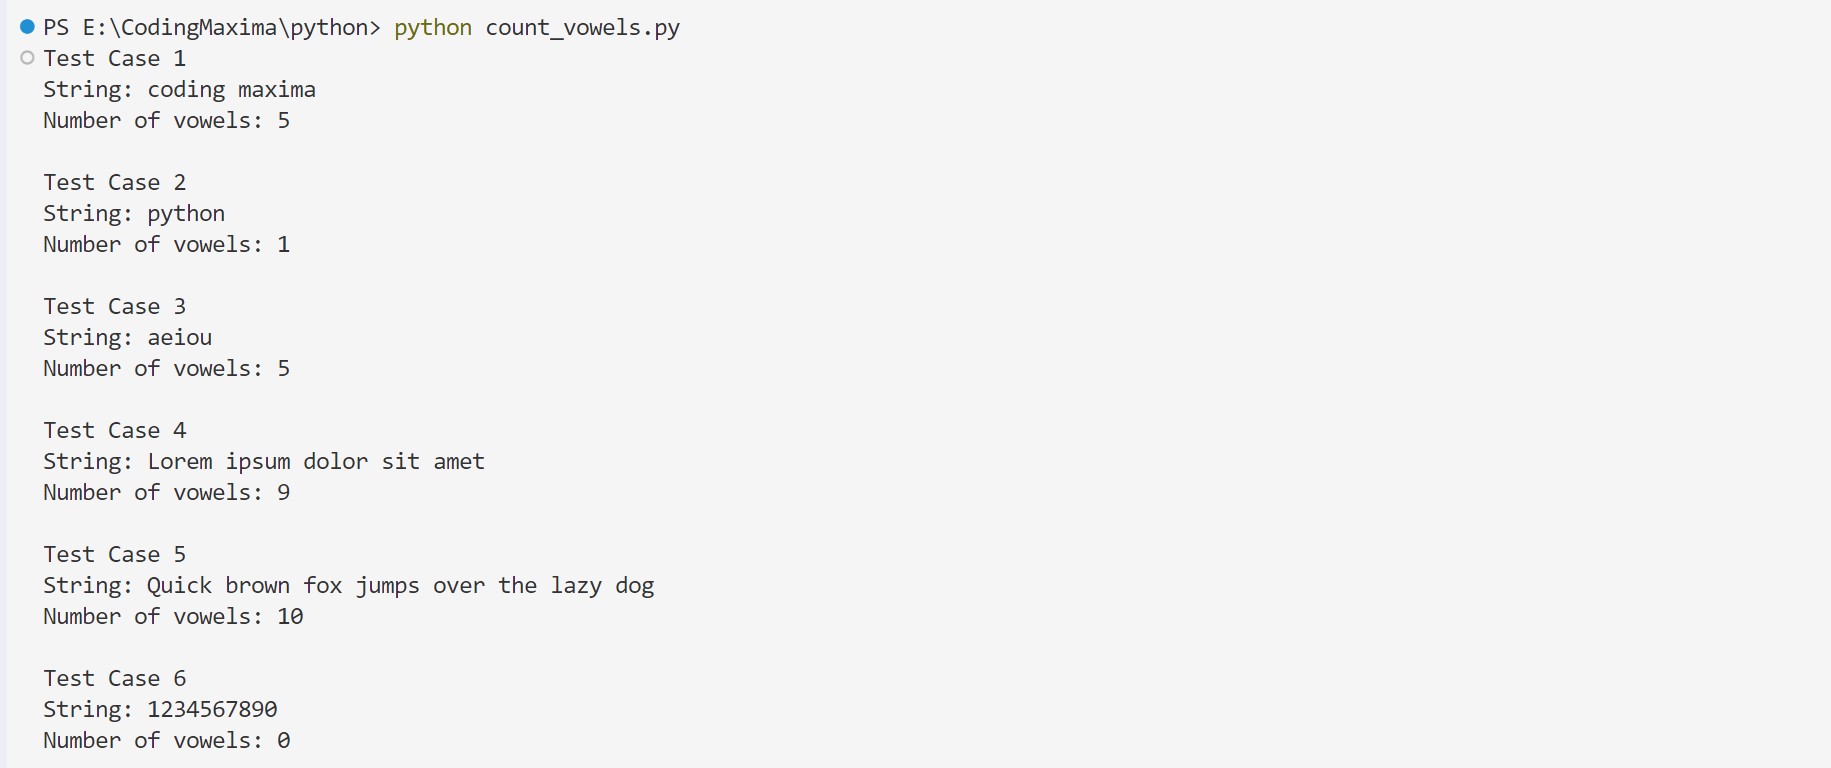 PS E:\CodingMaxima\python> python count_vowels.py
Test Case 1
String: coding maxima
Number of vowels: 5
Test Case 2
String: python
Number of vowels: 1
Test Case 3
String: aeiou
Number of vowels: 5
Test Case 4
String: Lorem ipsum dolor sit amet
Number of vowels: 9
Test Case 5
String: Quick brown fox jumps over the lazy dog
Number of vowels: 10
Test Case 6
String: 1234567890
Number of vowels: 0